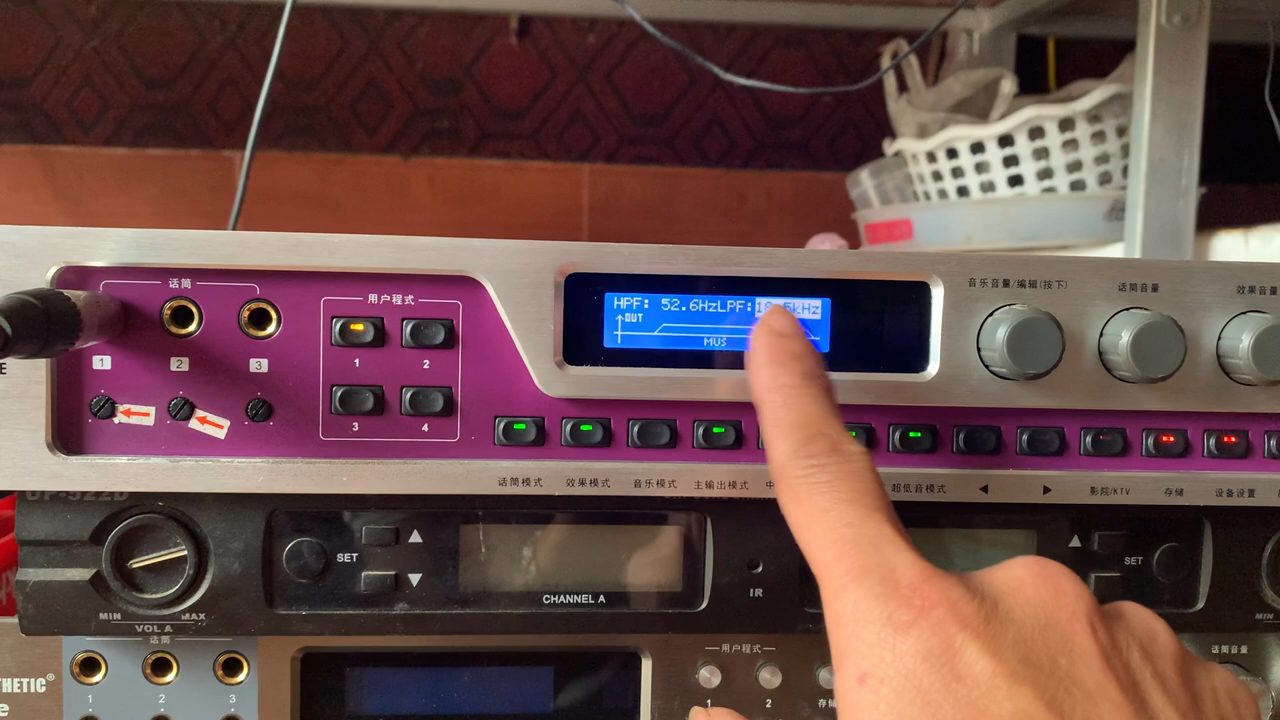 话筒
1
2
3
用户程式
1
2
3
4
HPF: 52.6HzLPF:
OUT
MUS
音乐音量/编辑(按下)
话筒音量
效果音量
话筒模式
效果模式
音乐模式
主输出模式
超低音模式
◀
▶
影院/KTV
存储
设备设置
SET
▲
▼
CHANNEL A
IR
▲
SET
MIN
MAX
VOL A
MIN
话筒
1
2
3
用户程式
1
2
存储
话筒音量
THETIC®